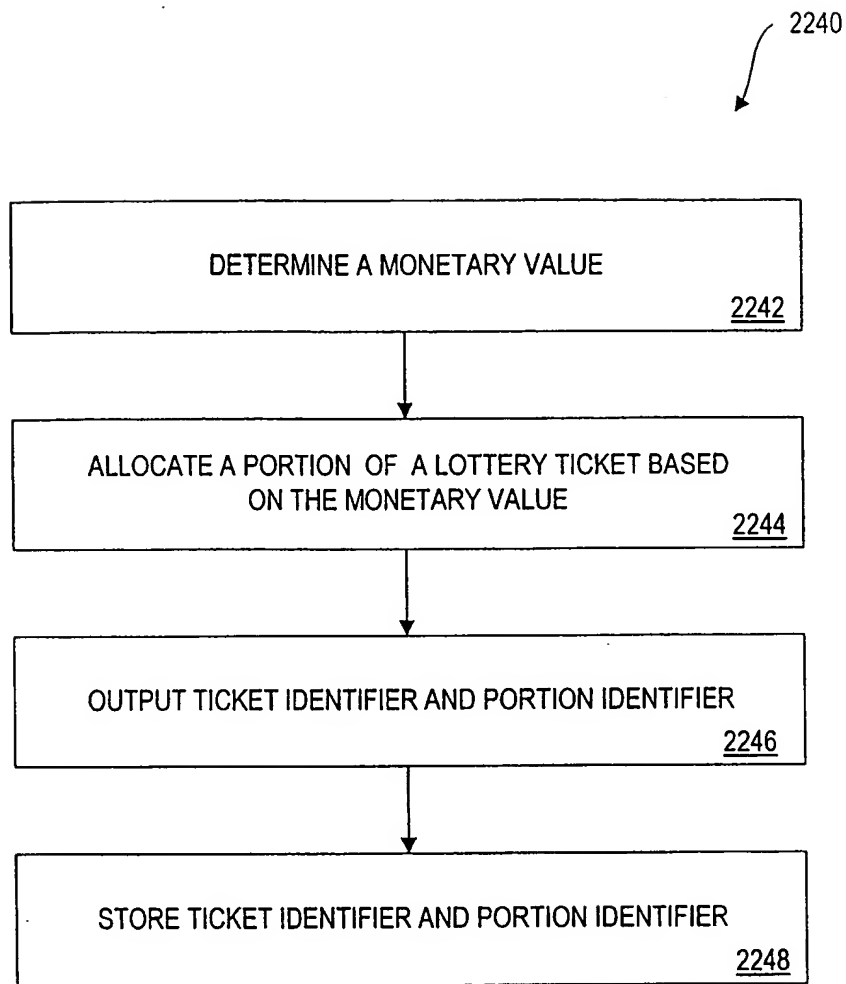 2240
DETERMINE A MONETARY VALUE
2242
ALLOCATE A PORTION OF A LOTTERY TICKET BASED
ON THE MONETARY VALUE
2244
OUTPUT TICKET IDENTIFIER AND PORTION IDENTIFIER
2246
STORE TICKET IDENTIFIER AND PORTION IDENTIFIER
2248